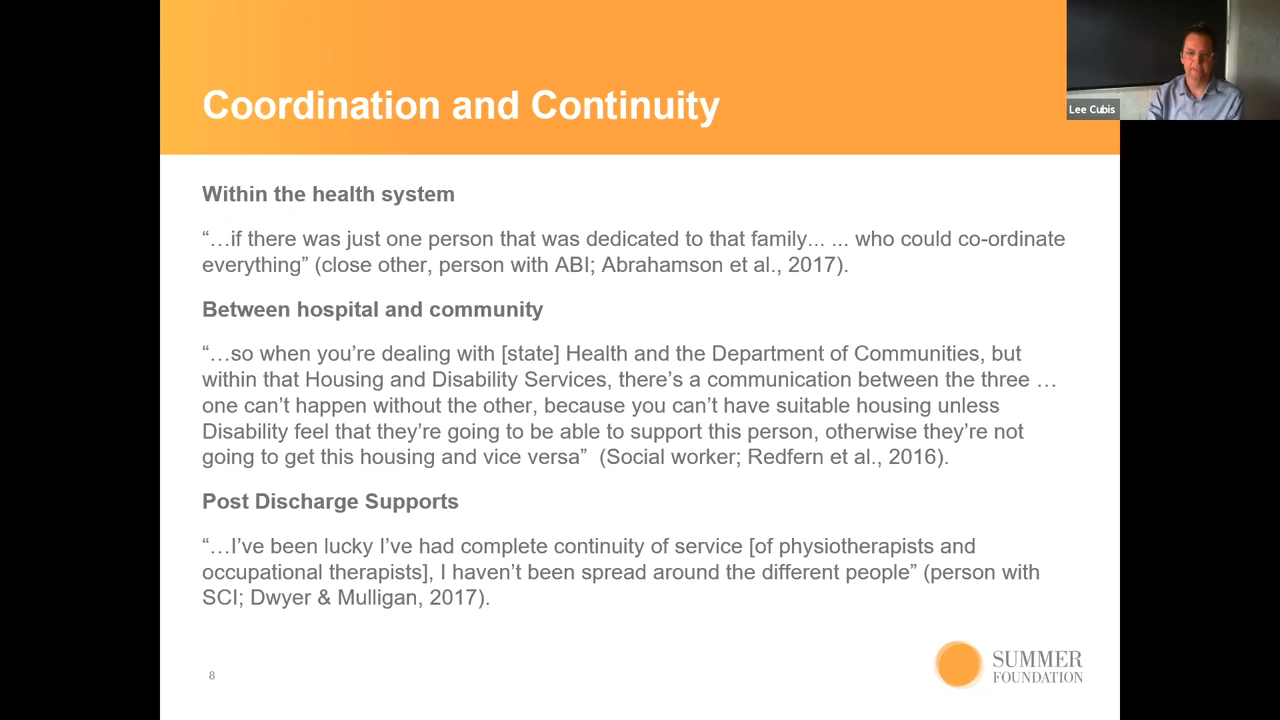 Coordination and Continuity
Lee Cubis
Within the health system
“…if there was just one person that was dedicated to that family... ... who could co-ordinate
everything” (close other, person with ABI; Abrahamson et al., 2017).
Between hospital and community
“…so when you’re dealing with [state] Health and the Department of Communities, but
within that Housing and Disability Services, there’s a communication between the three …
one can’t happen without the other, because you can’t have suitable housing unless
Disability feel that they’re going to be able to support this person, otherwise they’re not
going to get this housing and vice versa”  (Social worker; Redfern et al., 2016).
Post Discharge Supports
“…I’ve been lucky I’ve had complete continuity of service [of physiotherapists and
occupational therapists], I haven’t been spread around the different people” (person with
SCI; Dwyer & Mulligan, 2017).
8
SUMMER
FOUNDATION